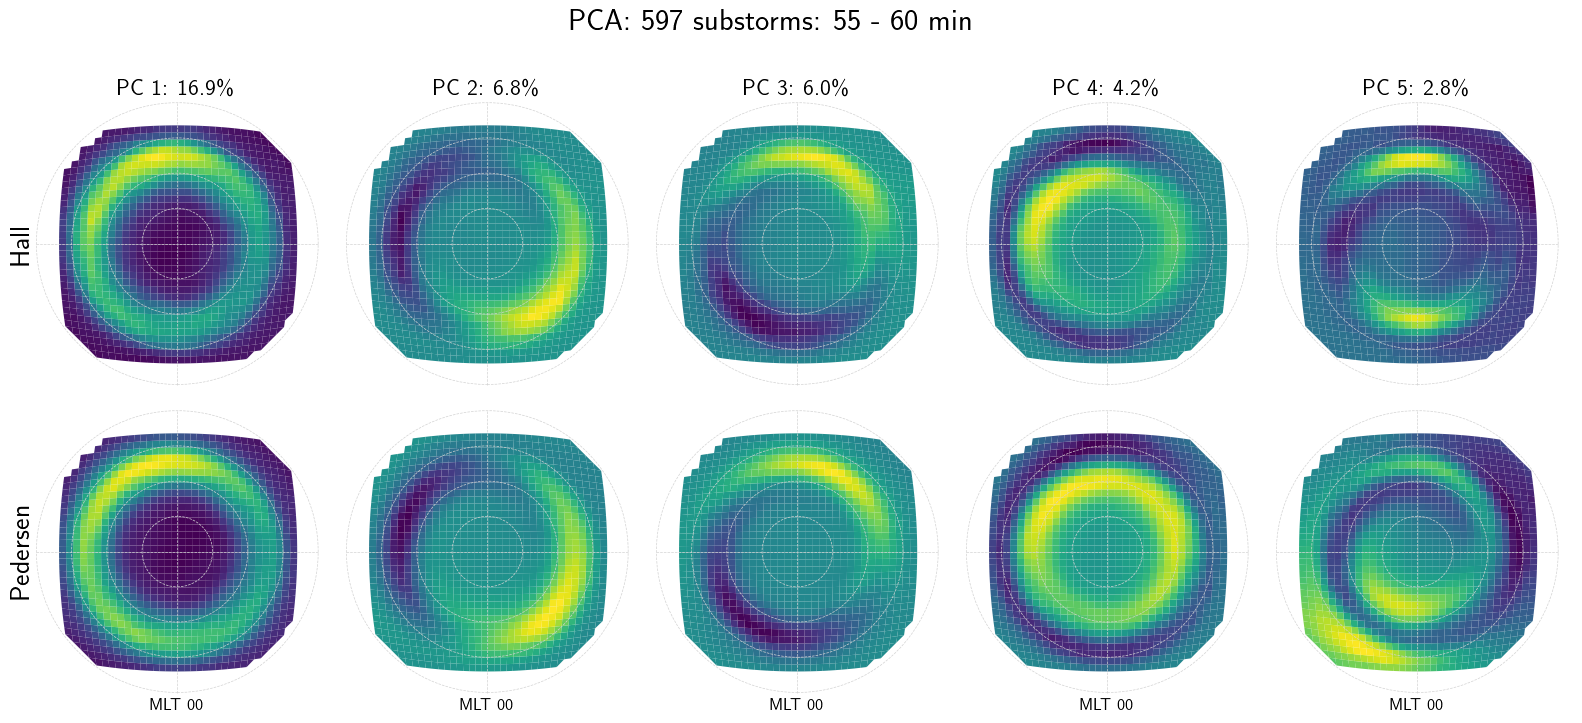 PCA: 597 substorms: 55 - 60 min
PC 1: 16.9%
PC 2: 6.8%
PC 3: 6.0%
PC 4: 4.2%
PC 5: 2.8%
Hall
Pedersen
MLT 00
MLT 00
MLT 00
MLT 00
MLT 00